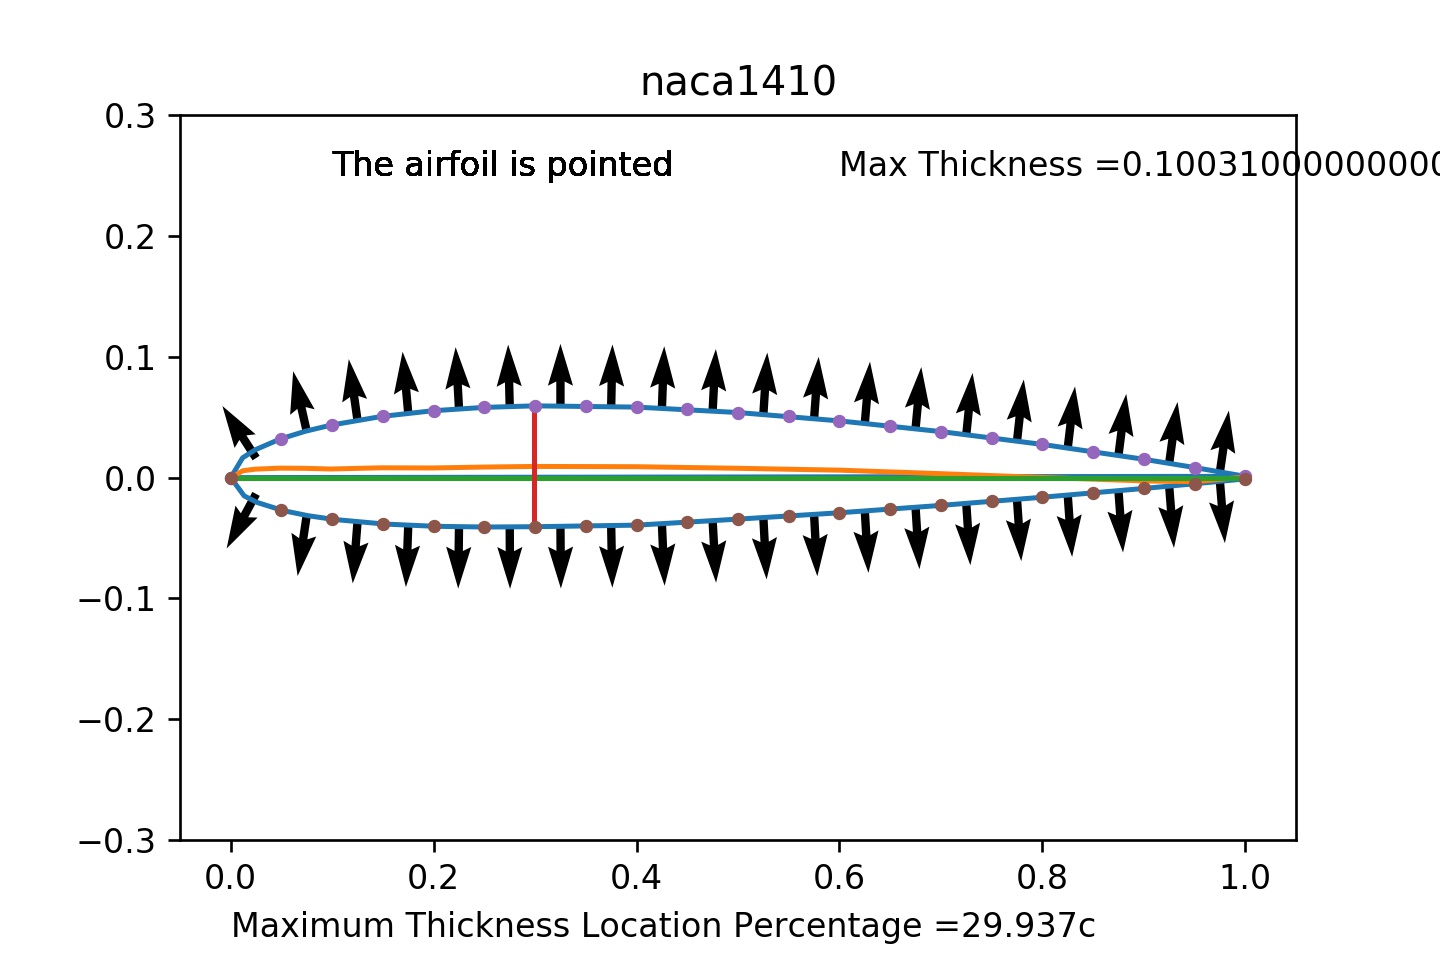 naca1410
The airfoil is pointed
Max Thickness =0.10031000000000
0.3
0.2
0.1
0.0
−0.1
−0.2
−0.3
0.0 0.2 0.4 0.6 0.8 1.0
Maximum Thickness Location Percentage =29.937c